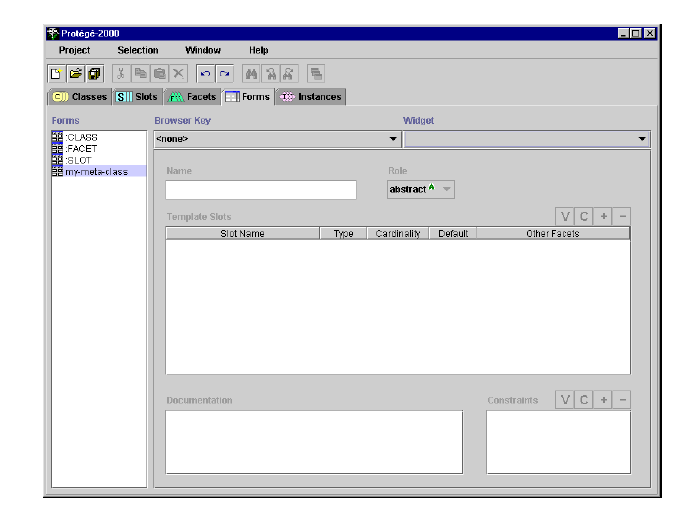 Protégé-2000
Project Selection Window Help
C Classes S Slots Facets Forms Instances
Forms Browser Key Widget
:CLASS <none>
:FACET
:SLOT
my-meta-class
Name Role
abstract A
Template Slots V C + −
Slot Name Type Cardinality Default Other Facets
Documentation Constraints V C + −